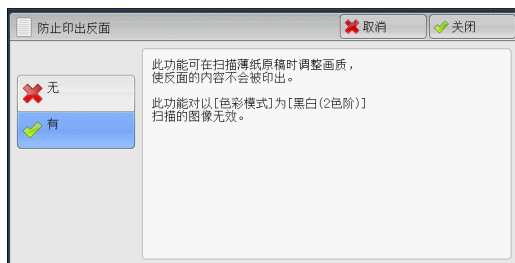 防止印出反面
取消
关闭
无
有
此功能可在扫描薄纸原稿时调整画质，
使反面的内容不会被印出。
此功能对以[色彩模式]为[黑白(2色阶)]
扫描的图像无效。